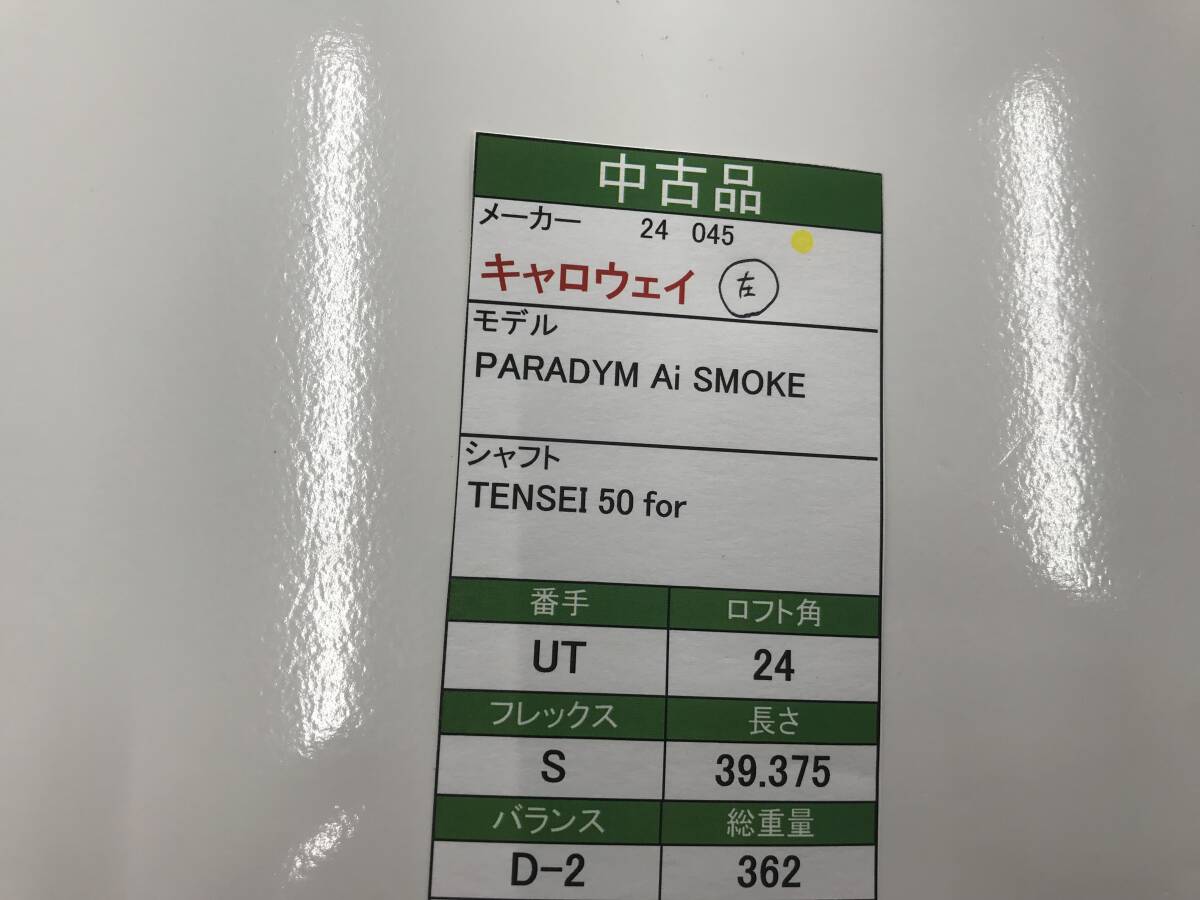 中古品
メーカー 24 045
キャロウェイ 左
モデル
PARADYM Ai SMOKE
シャフト
TENSEI 50 for
番手 ロフト角
UT 24
フレックス 長さ
S 39.375
バランス 総重量
D-2 362